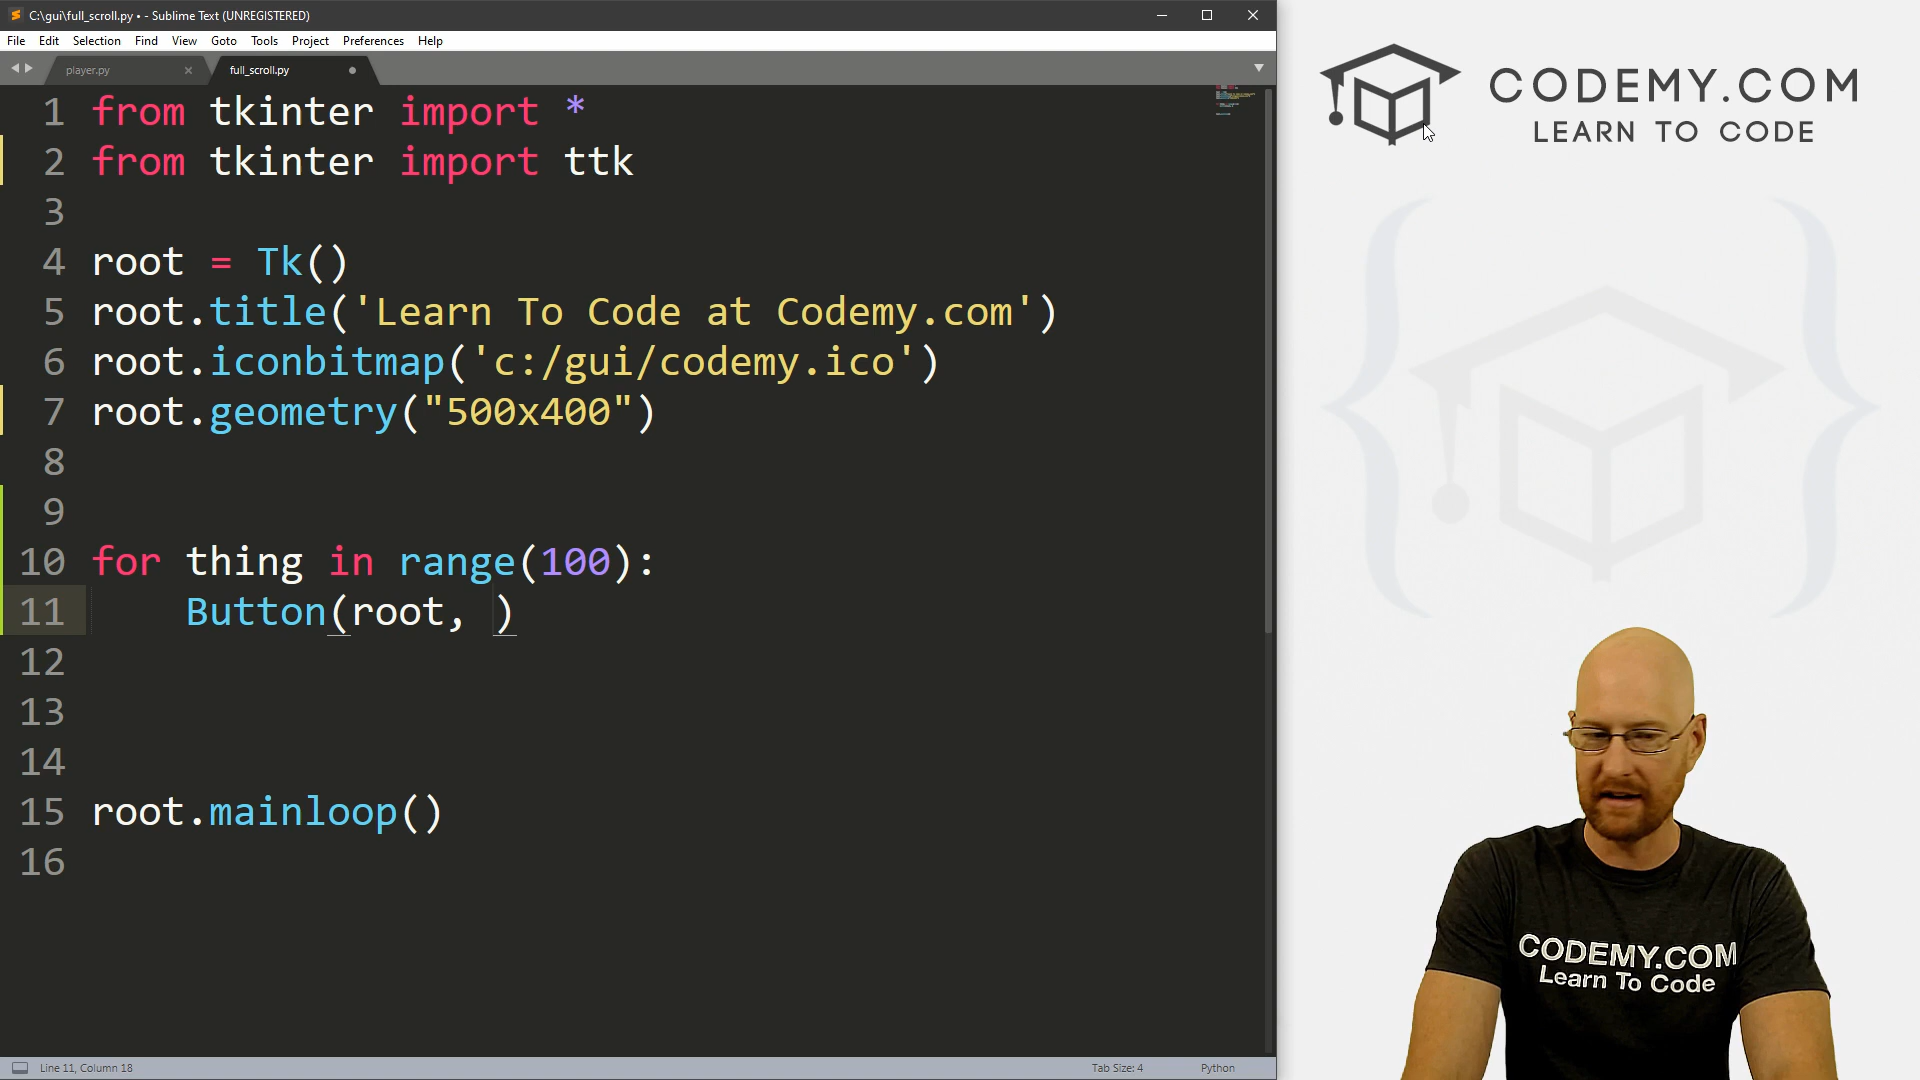 C:\gui\full_scroll.py • - Sublime Text (UNREGISTERED)
File Edit Selection Find View Goto Tools Project Preferences Help
player.py full_scroll.py
1 from tkinter import *
2 from tkinter import ttk
3
4 root = Tk()
5 root.title('Learn To Code at Codemy.com')
6 root.iconbitmap('c:/gui/codemy.ico')
7 root.geometry("500x400")
8
9
10 for thing in range(100):
11 Button(root, )
12
13
14
15 root.mainloop()
16
Line 11, Column 18 Tab Size: 4 Python
CODEMY.COM
LEARN TO CODE
CODEMY.COM
Learn To Code